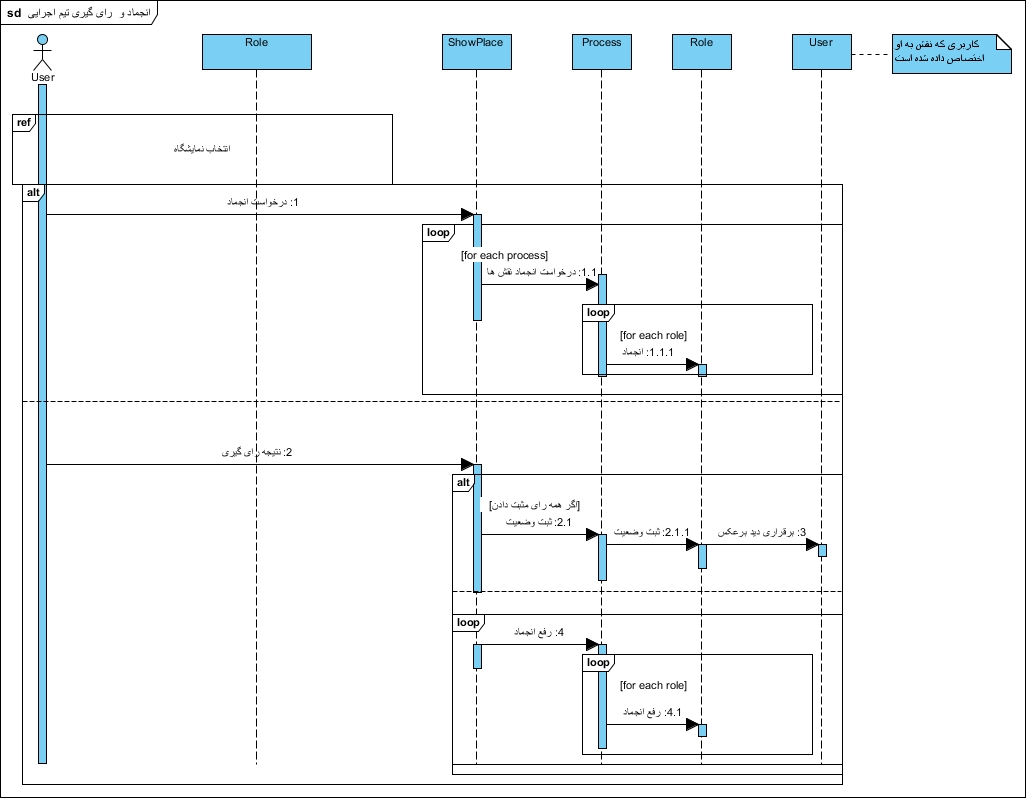 sd انجماد و رای گیری تیم اجرایی
User
Role
ShowPlace
Process
Role
User
کاربری که نقش به او
اختصاص داده شده است
ref
انتخاب نمایشگاه
alt
1: درخواست انجماد
loop
[for each process]
1.1: درخواست انجماد نقش ها
loop
[for each role]
1.1.1: انجماد
2: نتیجه رای گیری
alt
[اگر همه رای مثبت دادن]
2.1: ثبت وضعیت
2.1.1: ثبت وضعیت
3: برقراری دید برعکس
loop
4: رفع انجماد
loop
[for each role]
4.1: رفع انجماد